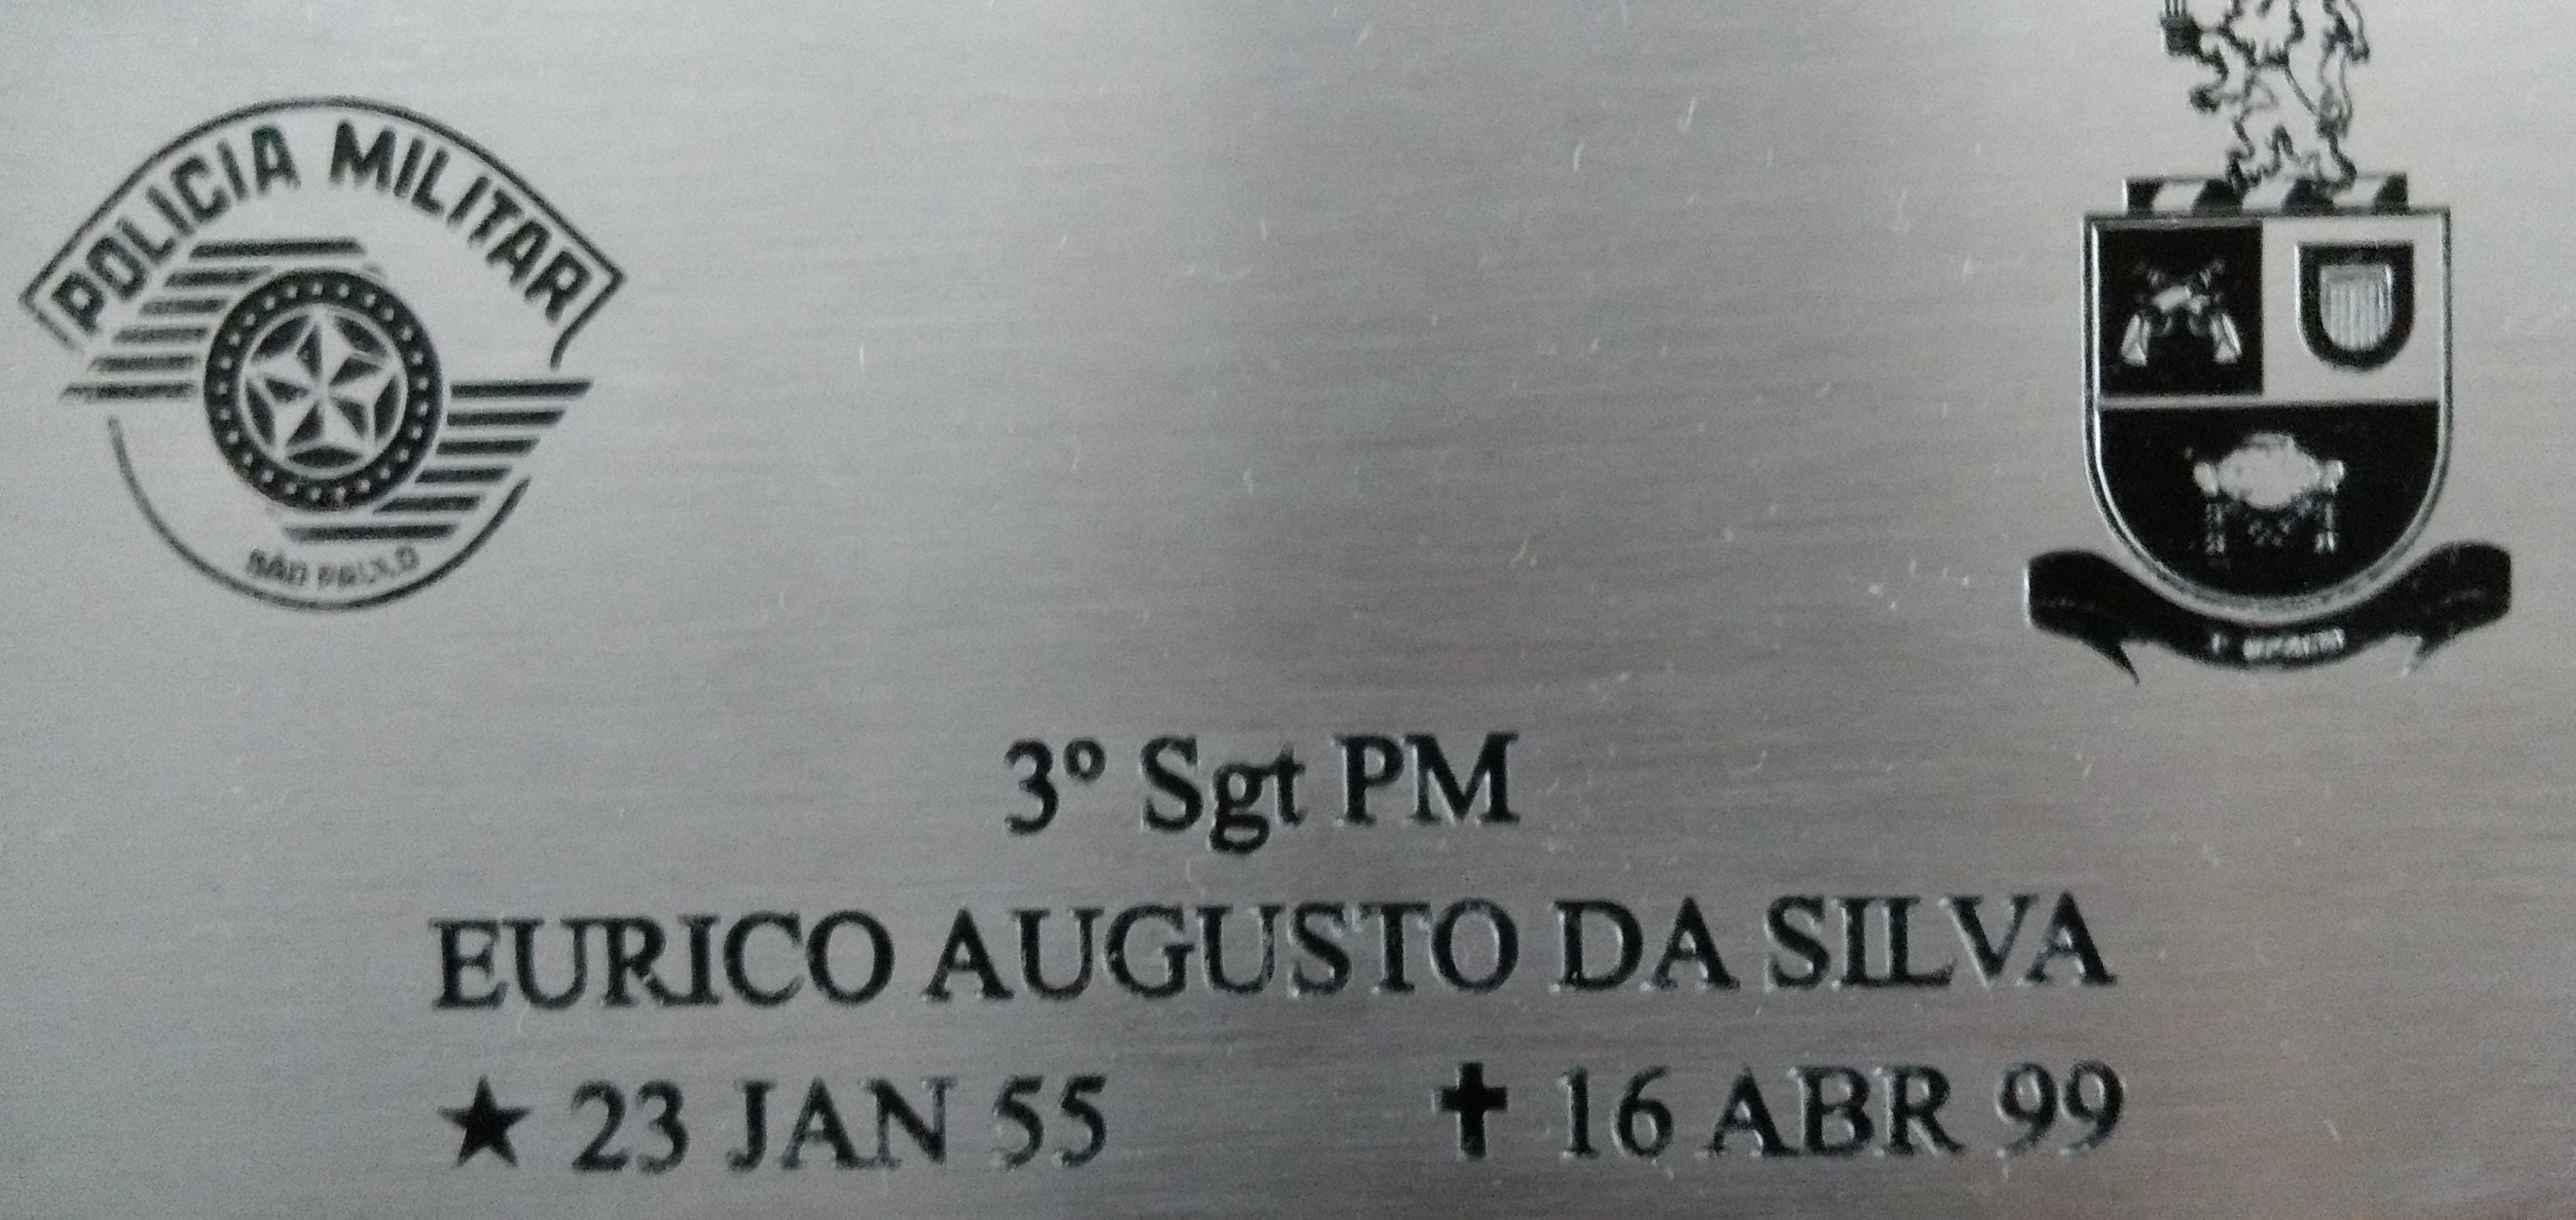 POLICIA MILITAR
SÃO PAULO
3º Sgt PM
EURICO AUGUSTO DA SILVA
★ 23 JAN 55 ✝ 16 ABR 99